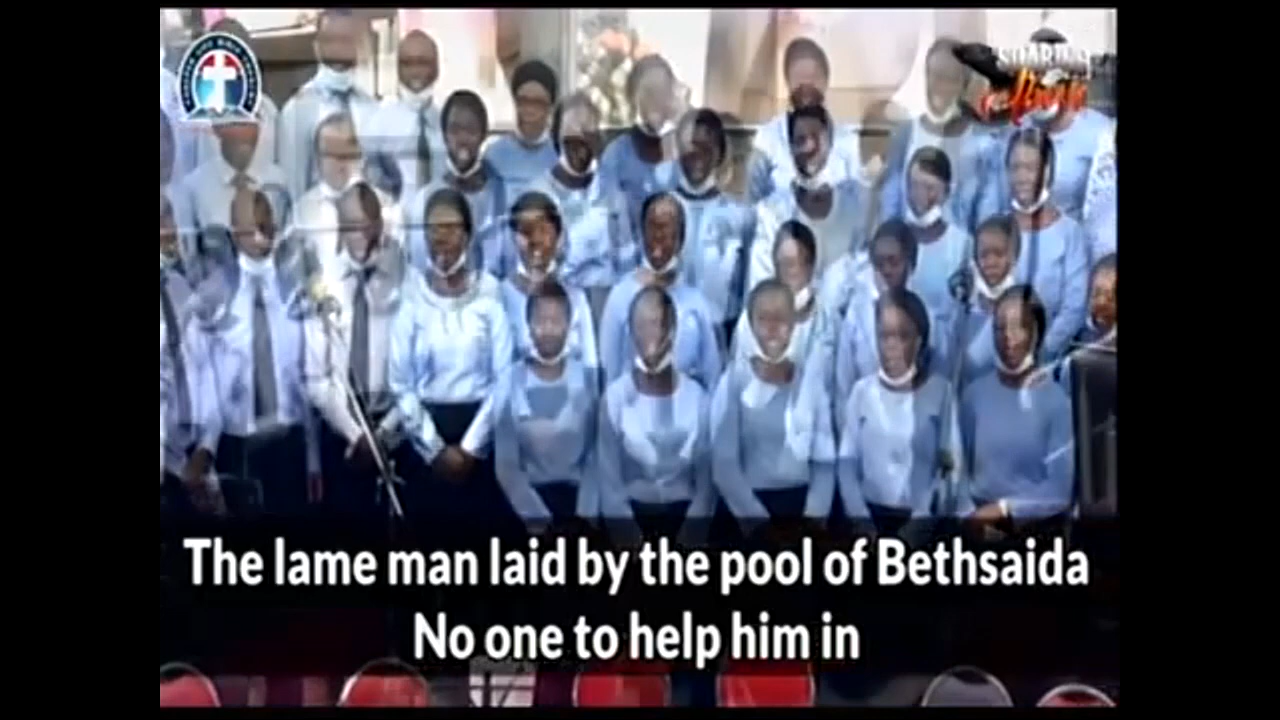 The lame man laid by the pool of Bethsaida
No one to help him in